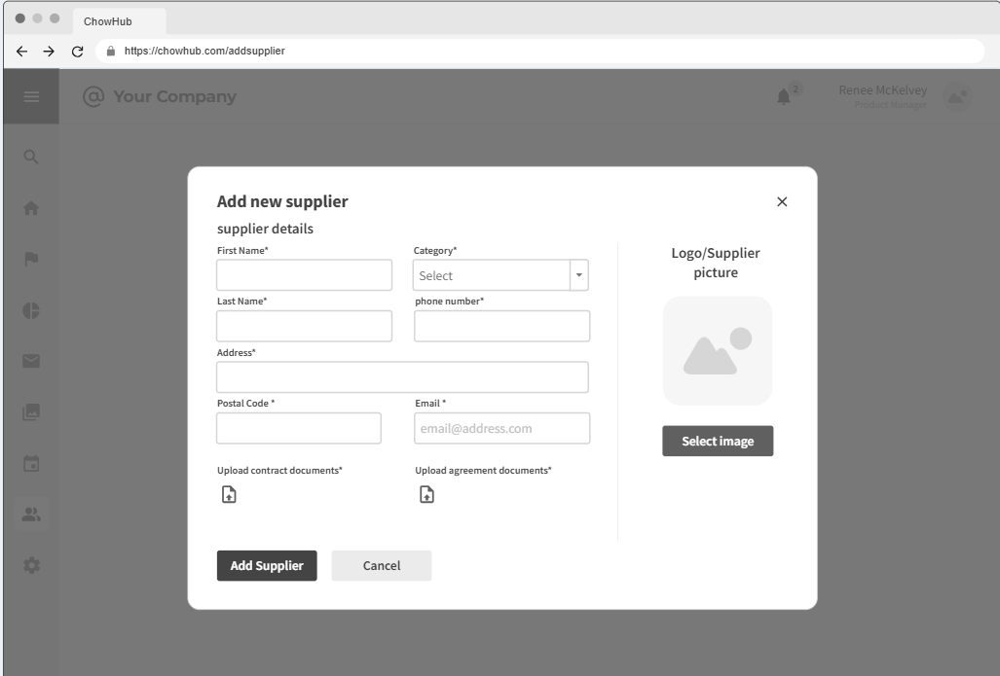 ChowHub
https://chowhub.com/addsupplier
@ Your Company
2
Renee McKelvey
Product Manager
Add new supplier
supplier details
First Name*
Category*
Select
Last Name*
phone number*
Address*
Postal Code *
Email *
email@address.com
Upload contract documents*
Upload agreement documents*
Add Supplier
Cancel
Logo/Supplier
picture
Select image